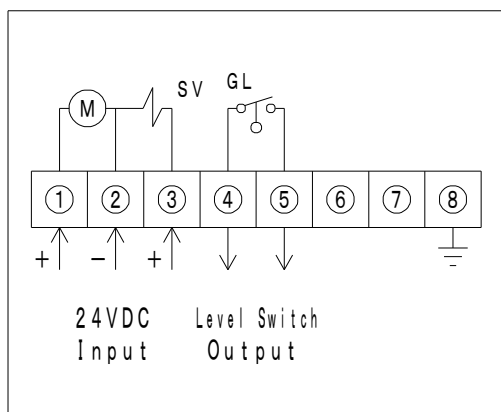 SV GL
M
① ② ③ ④ ⑤ ⑥ ⑦ ⑧
+ - +
24VDC Level Switch
Input Output